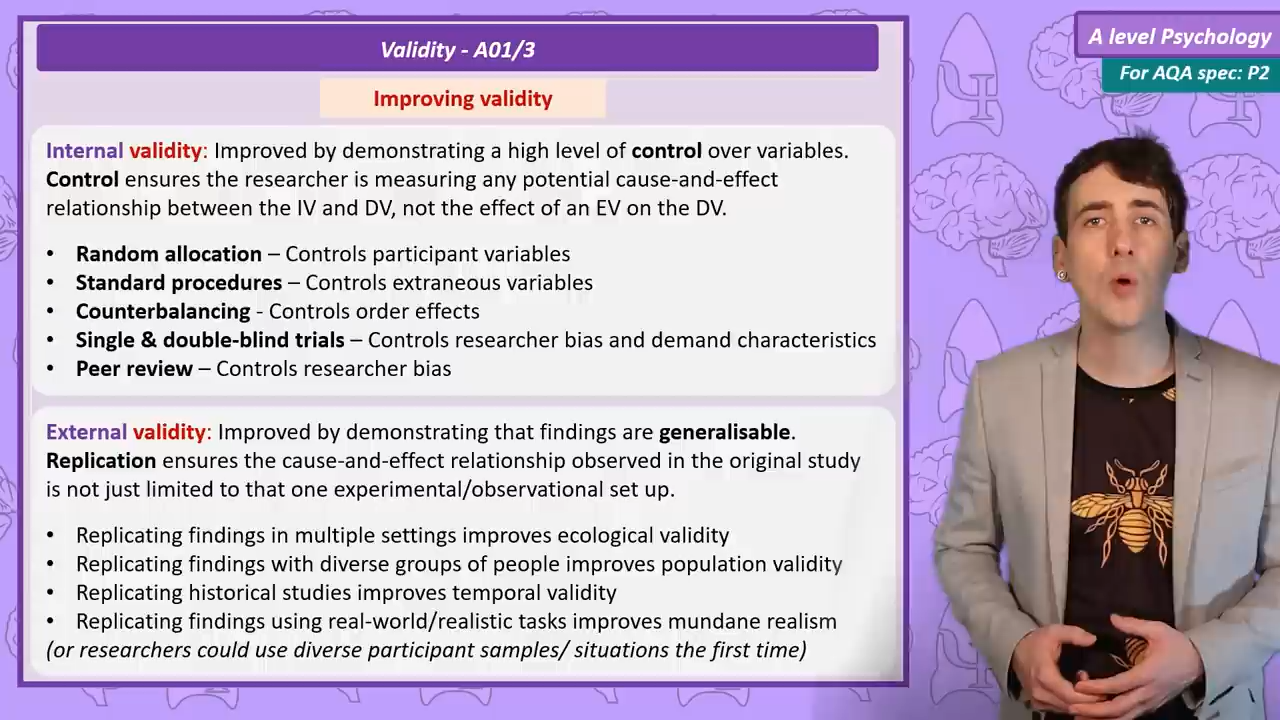 Validity - A01/3
A level Psychology
For AQA spec: P2
Improving validity
Internal validity: Improved by demonstrating a high level of control over variables.
Control ensures the researcher is measuring any potential cause-and-effect
relationship between the IV and DV, not the effect of an EV on the DV.
• Random allocation – Controls participant variables
• Standard procedures – Controls extraneous variables
• Counterbalancing - Controls order effects
• Single & double-blind trials – Controls researcher bias and demand characteristics
• Peer review – Controls researcher bias
External validity: Improved by demonstrating that findings are generalisable.
Replication ensures the cause-and-effect relationship observed in the original study
is not just limited to that one experimental/observational set up.
• Replicating findings in multiple settings improves ecological validity
• Replicating findings with diverse groups of people improves population validity
• Replicating historical studies improves temporal validity
• Replicating findings using real-world/realistic tasks improves mundane realism
(or researchers could use diverse participant samples/ situations the first time)